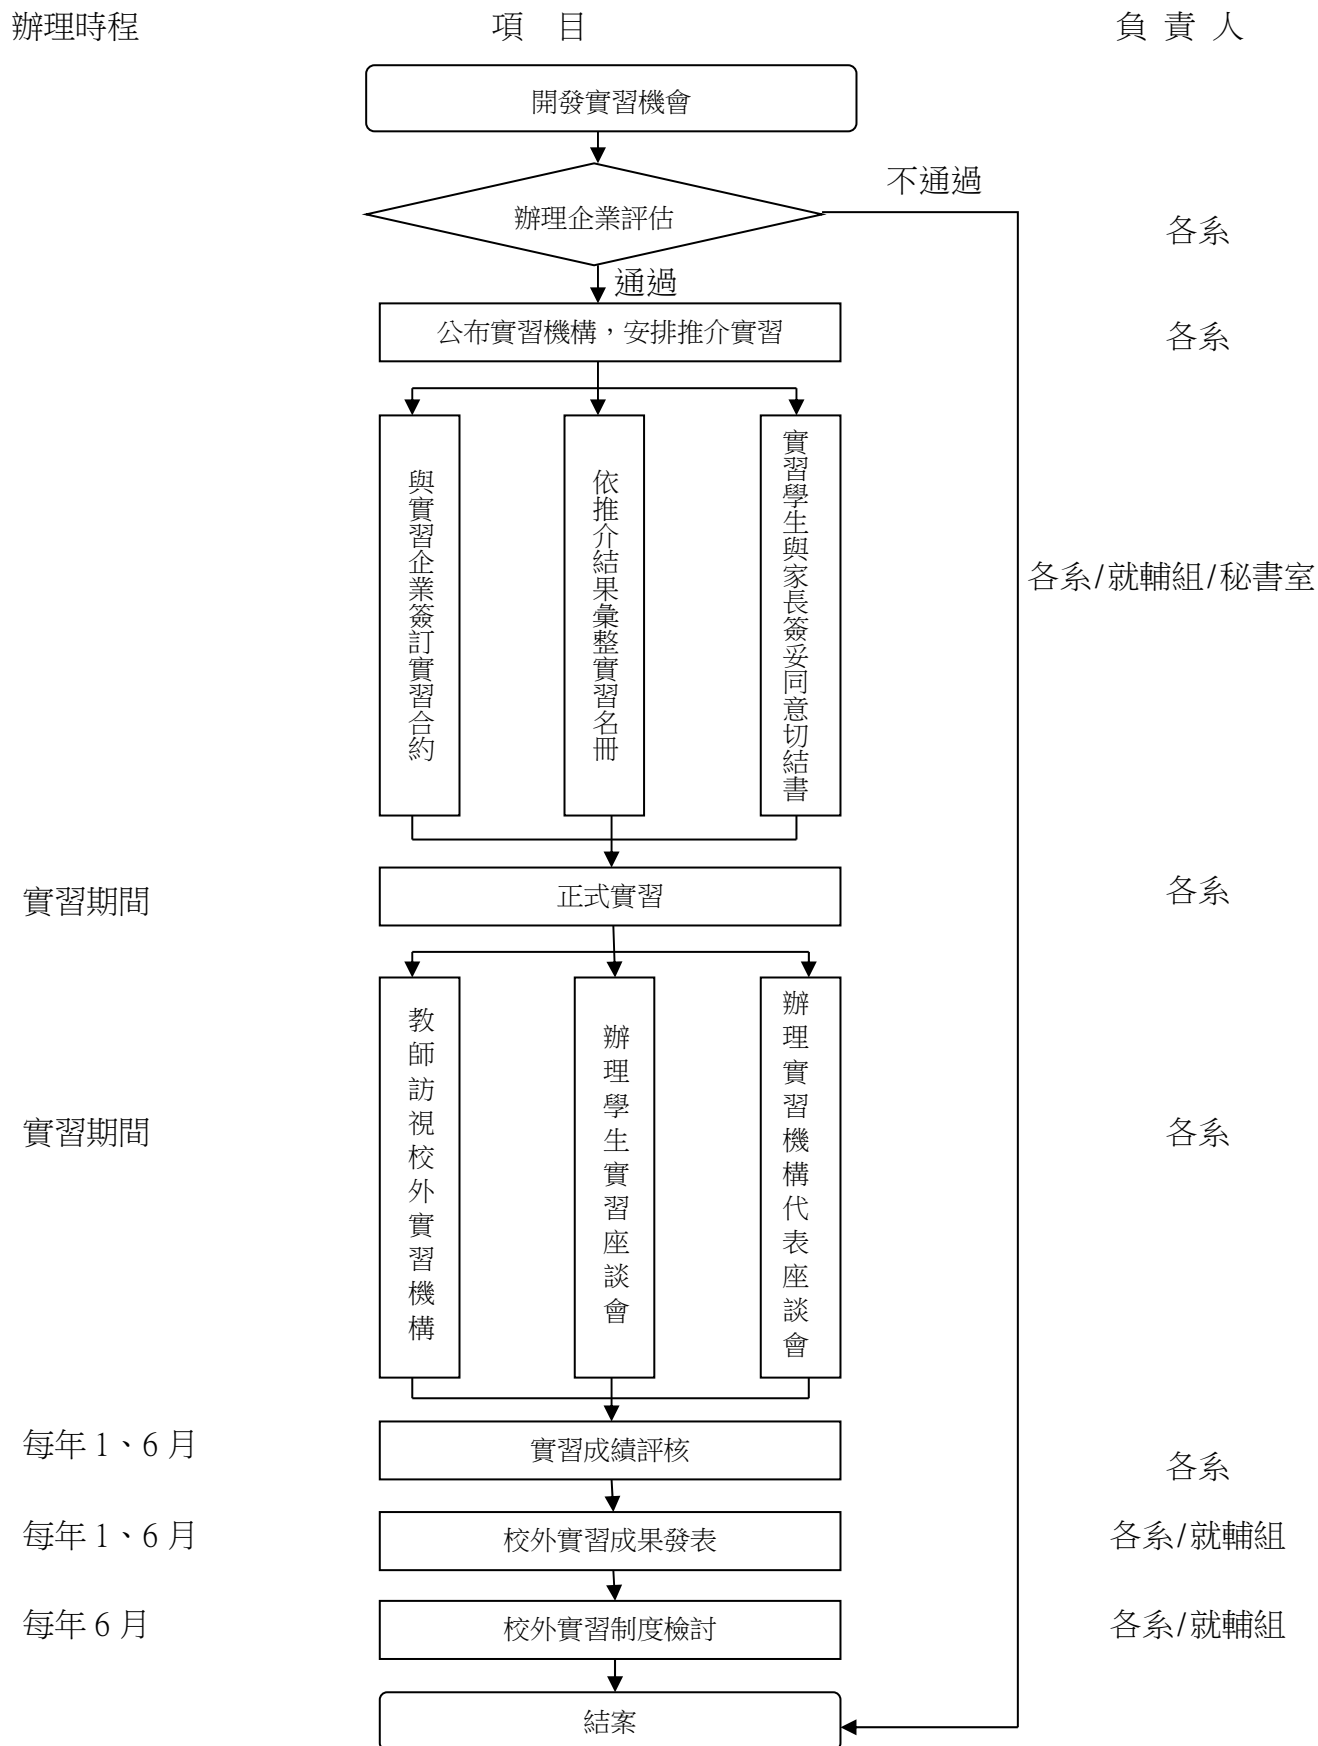 辦理時程 項 目 負 責 人
開發實習機會
不通過
辦理企業評估
各系
通過
公布實習機構，安排推介實習
各系
與實習企業簽訂實習合約
依推介結果彙整實習名冊
實習學生與家長簽妥同意切結書
各系/就輔組/秘書室
實習期間
正式實習
各系
教師訪視校外實習機構
辦理學生實習座談會
辦理實習機構代表座談會
實習期間
各系
每年 1、6 月
實習成績評核
各系
每年 1、6 月
校外實習成果發表
各系/就輔組
每年 6 月
校外實習制度檢討
各系/就輔組
結案